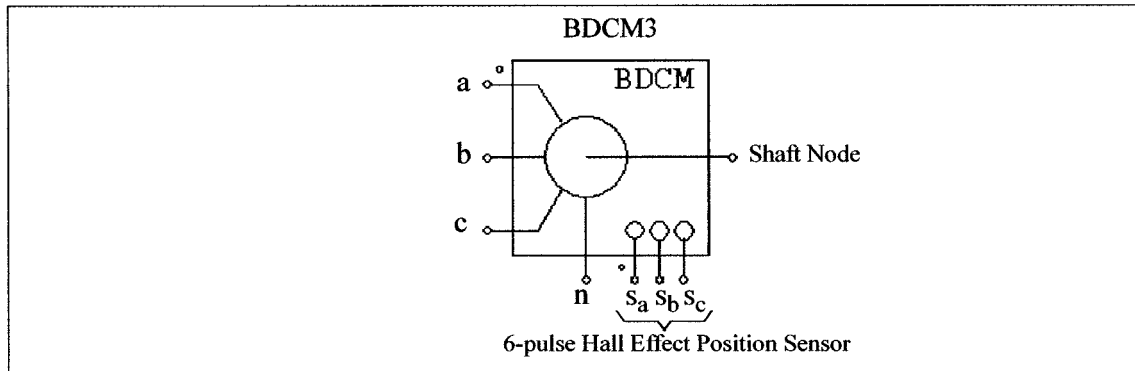 BDCM3
BDCM
a
b
Shaft Node
c
n
Sa Sb Sc
6-pulse Hall Effect Position Sensor